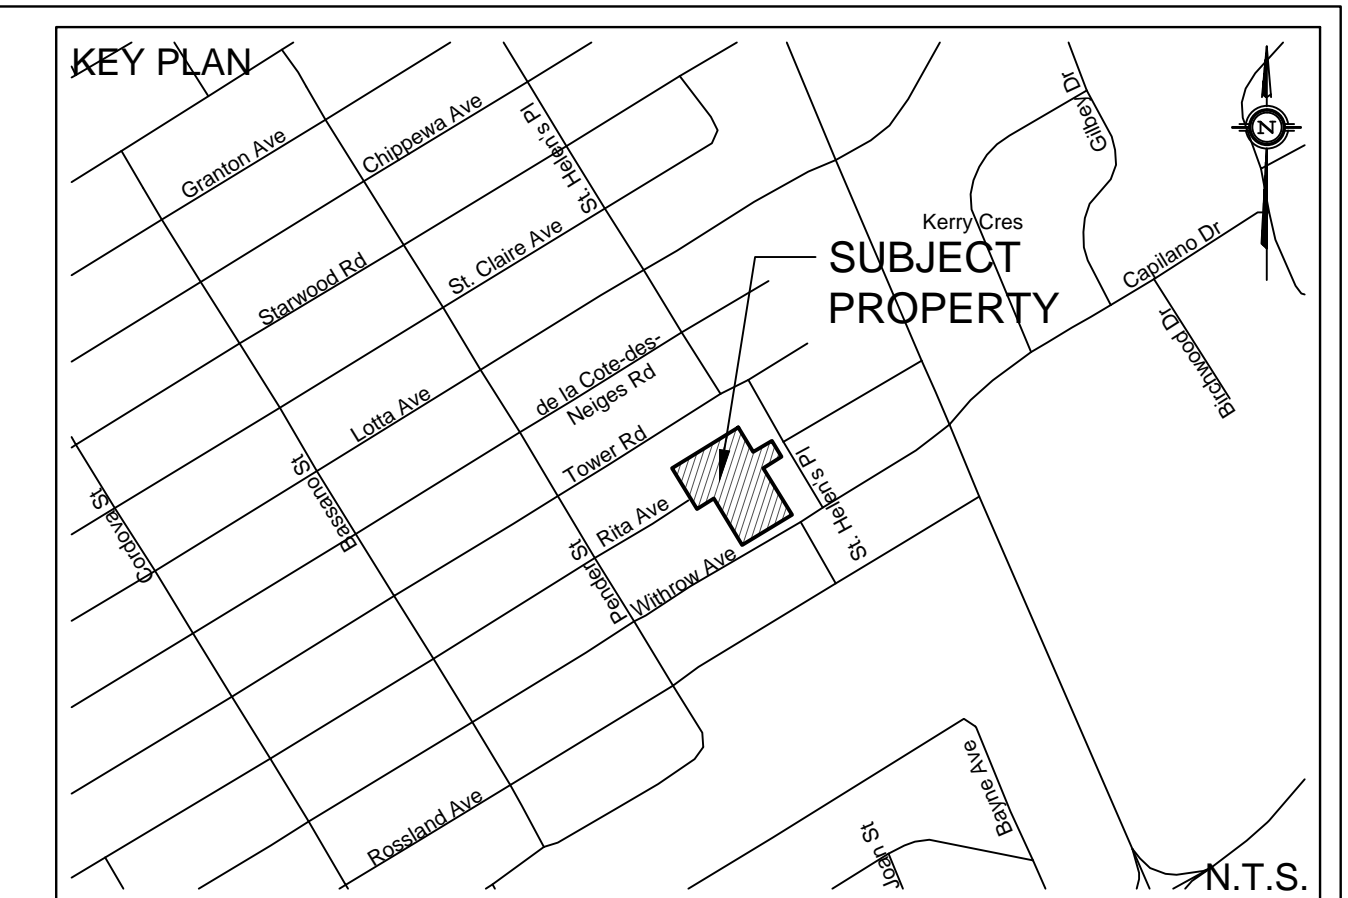 KEY PLAN
Granton Ave
Chippewa Ave
St. Helen's Pl
Gilbey Dr
N
Kerry Cres
Capilano Dr
St. Claire Ave
Starwood Rd
SUBJECT
PROPERTY
Birchwood Dr
de la Cote-des-
Neiges Rd
Lotta Ave
Tower Rd
Cordova St
Bassano St
Rita Ave
St. Helen's Pl
Pender St
Withrow Ave
Rossland Ave
Bayne Ave
Joan St
N.T.S.